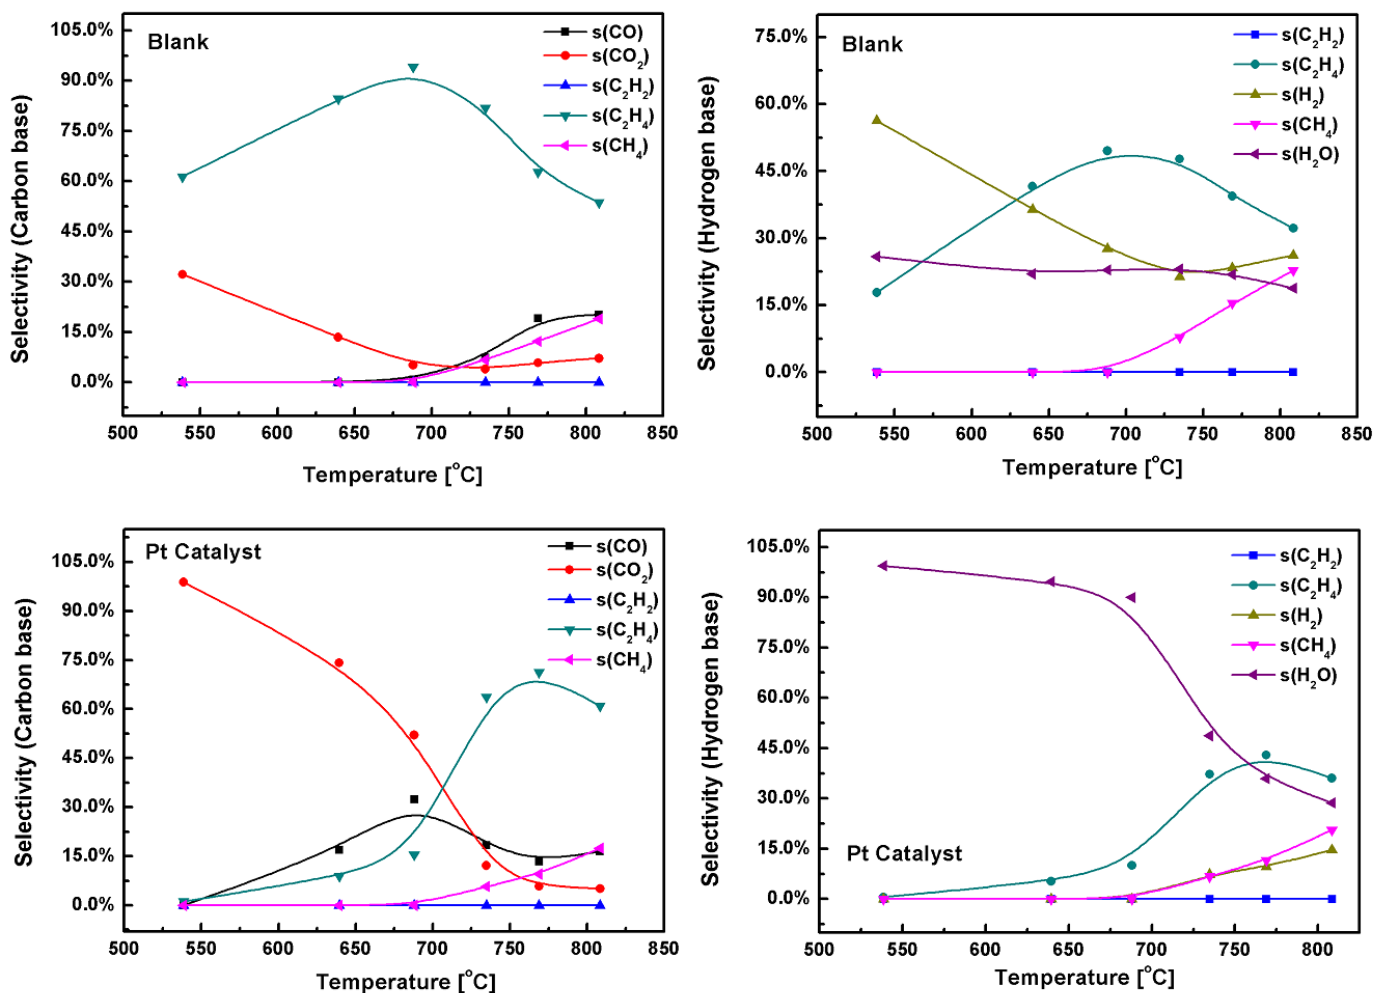 Blank
s(CO)
s(CO2)
s(C2H2)
s(C2H4)
s(CH4)
105.0%
90.0%
75.0%
60.0%
45.0%
30.0%
15.0%
0.0%
Selectivity (Carbon base)
500 550 600 650 700 750 800 850
Temperature [oC]
Blank
s(C2H2)
s(C2H4)
s(H2)
s(CH4)
s(H2O)
75.0%
60.0%
45.0%
30.0%
15.0%
0.0%
Selectivity (Hydrogen base)
500 550 600 650 700 750 800 850
Temperature [oC]
Pt Catalyst
s(CO)
s(CO2)
s(C2H2)
s(C2H4)
s(CH4)
105.0%
90.0%
75.0%
60.0%
45.0%
30.0%
15.0%
0.0%
Selectivity (Carbon base)
500 550 600 650 700 750 800 850
Temperature [oC]
s(C2H2)
s(C2H4)
s(H2)
s(CH4)
s(H2O)
105.0%
90.0%
75.0%
60.0%
45.0%
30.0%
15.0%
0.0%
Selectivity (Hydrogen base)
Pt Catalyst
500 550 600 650 700 750 800
Temperature [oC]